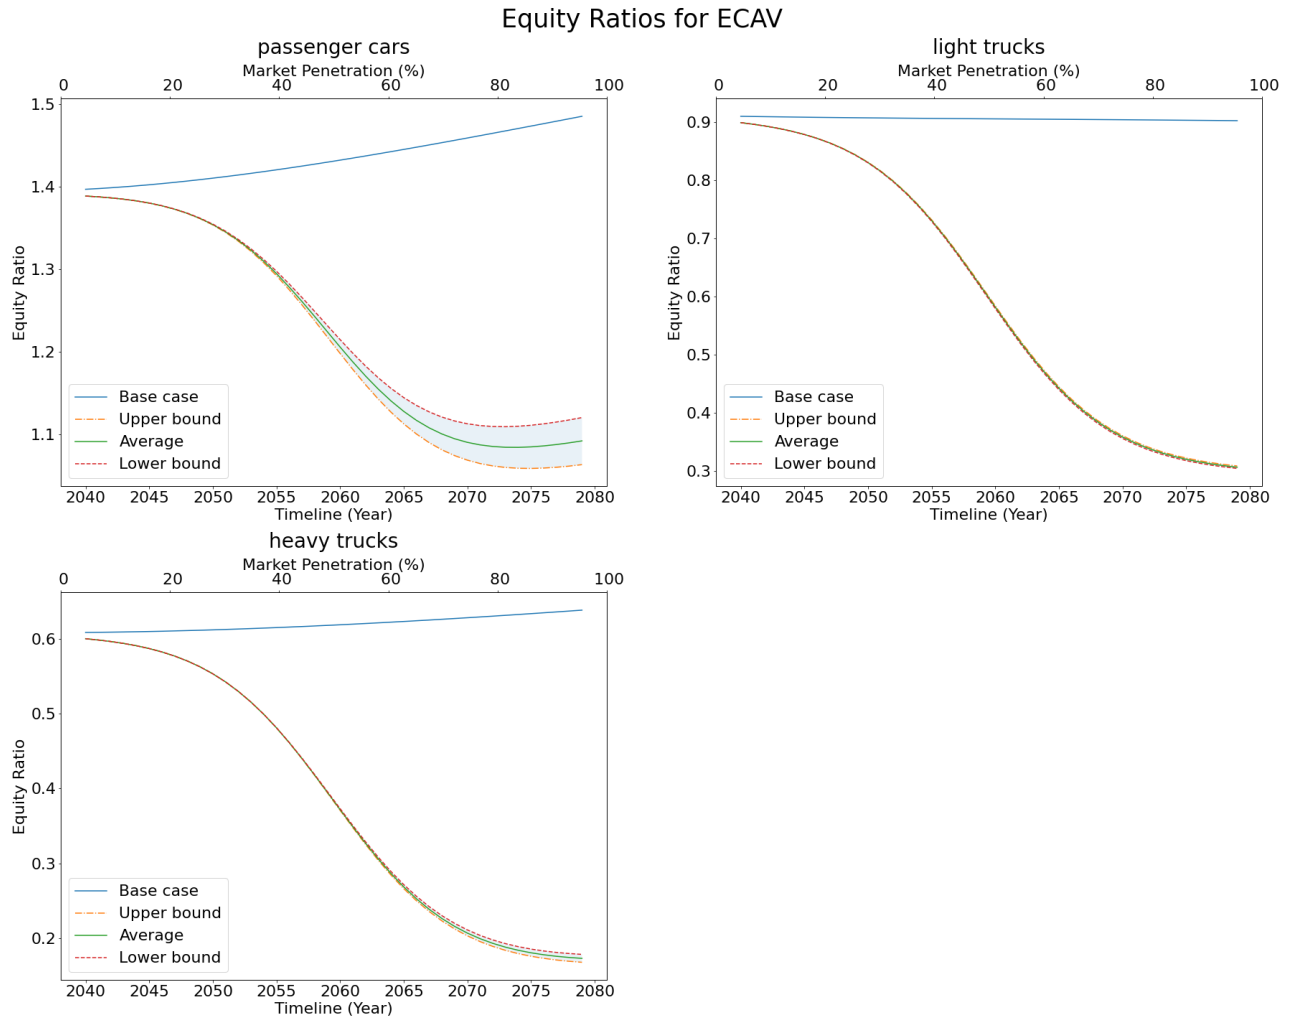 Equity Ratios for ECAV
passenger cars
Market Penetration (%)
0 20 40 60 80 100
1.5
1.4
1.3
1.2
1.1
Equity Ratio
Base case
Upper bound
Average
Lower bound
2040 2045 2050 2055 2060 2065 2070 2075 2080
Timeline (Year)
light trucks
Market Penetration (%)
0 20 40 60 80 100
0.9
0.8
0.7
0.6
0.5
0.4
0.3
Equity Ratio
Base case
Upper bound
Average
Lower bound
2040 2045 2050 2055 2060 2065 2070 2075 2080
Timeline (Year)
heavy trucks
Market Penetration (%)
0 20 40 60 80 100
0.6
0.5
0.4
0.3
0.2
Equity Ratio
Base case
Upper bound
Average
Lower bound
2040 2045 2050 2055 2060 2065 2070 2075 2080
Timeline (Year)